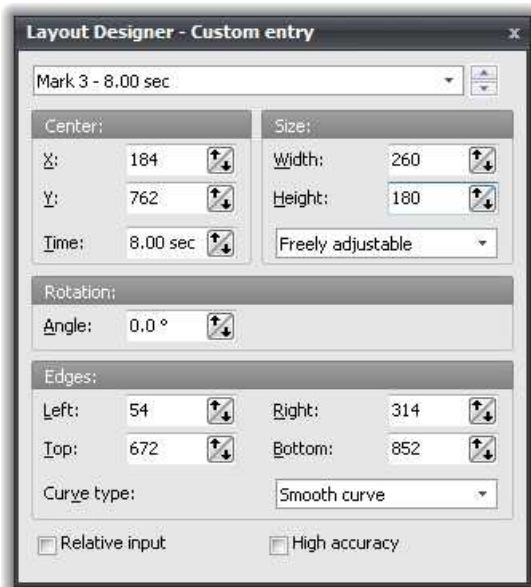 Layout Designer - Custom entry x
Mark 3 - 8.00 sec
Center: Size:
X: 184 Width: 260
Y: 762 Height: 180
Time: 8.00 sec Freely adjustable
Rotation:
Angle: 0.0 °
Edges:
Left: 54 Right: 314
Top: 672 Bottom: 852
Curve type: Smooth curve
Relative input High accuracy